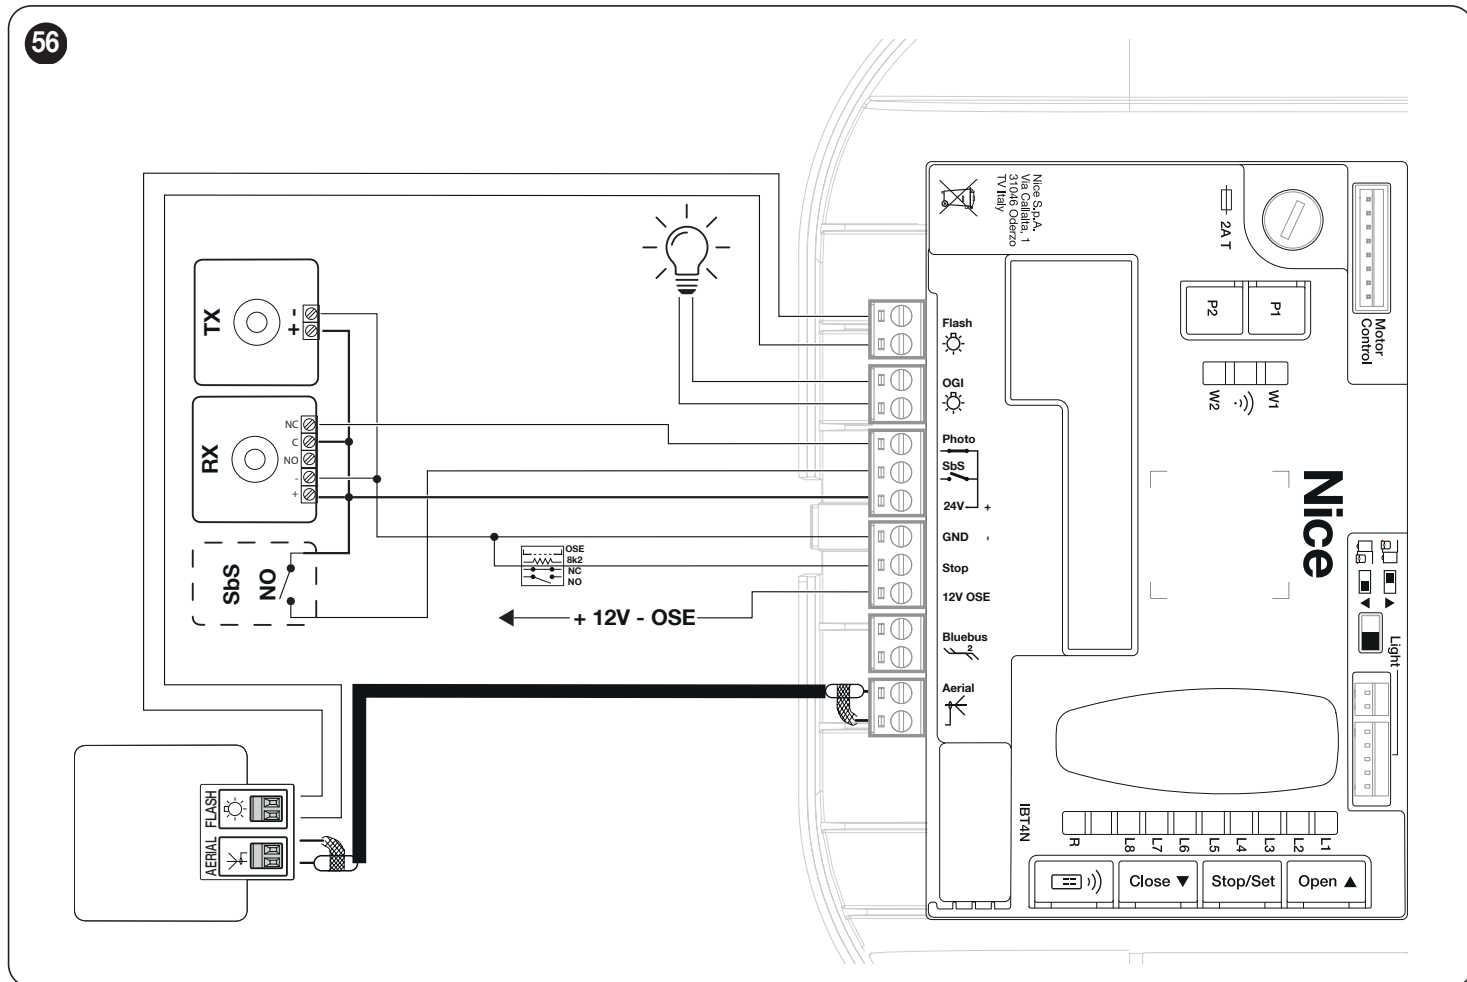 56
Nice S.p.A.
Via Callalta, 1
31046 Oderzo
TV Italy
2A T
Motor
Control
P2
P1
W2
W1
Flash
OGI
Photo
SbS
24V
+
GND
-
Stop
12V OSE
Bluebus
2
Aerial
TX
-
+
RX
NC
C
NO
-
+
SbS
NO
OSE
8k2
NC
NO
+ 12V - OSE
Nice
Light
FLASH
AERIAL
IBT4N
R
L8
L7
L6
L5
L4
L3
L2
L1
Close ▼
Stop/Set
Open ▲